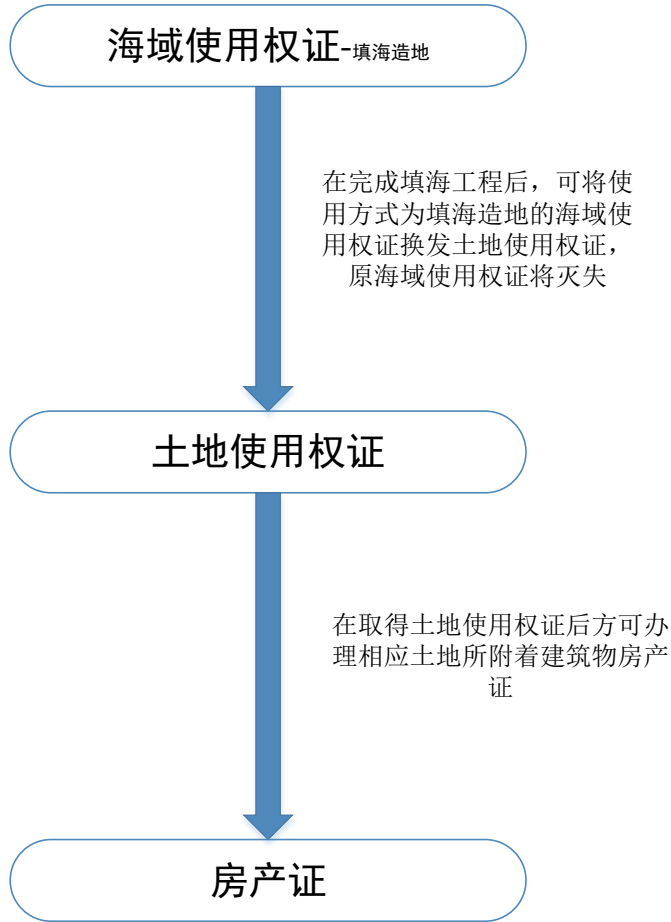 海域使用权证-填海造地
在完成填海工程后，可将使
用方式为填海造地的海域使
用权证换发土地使用权证，
原海域使用权证将灭失
土地使用权证
在取得土地使用权证后方可办
理相应土地所附着建筑物房产
证
房产证